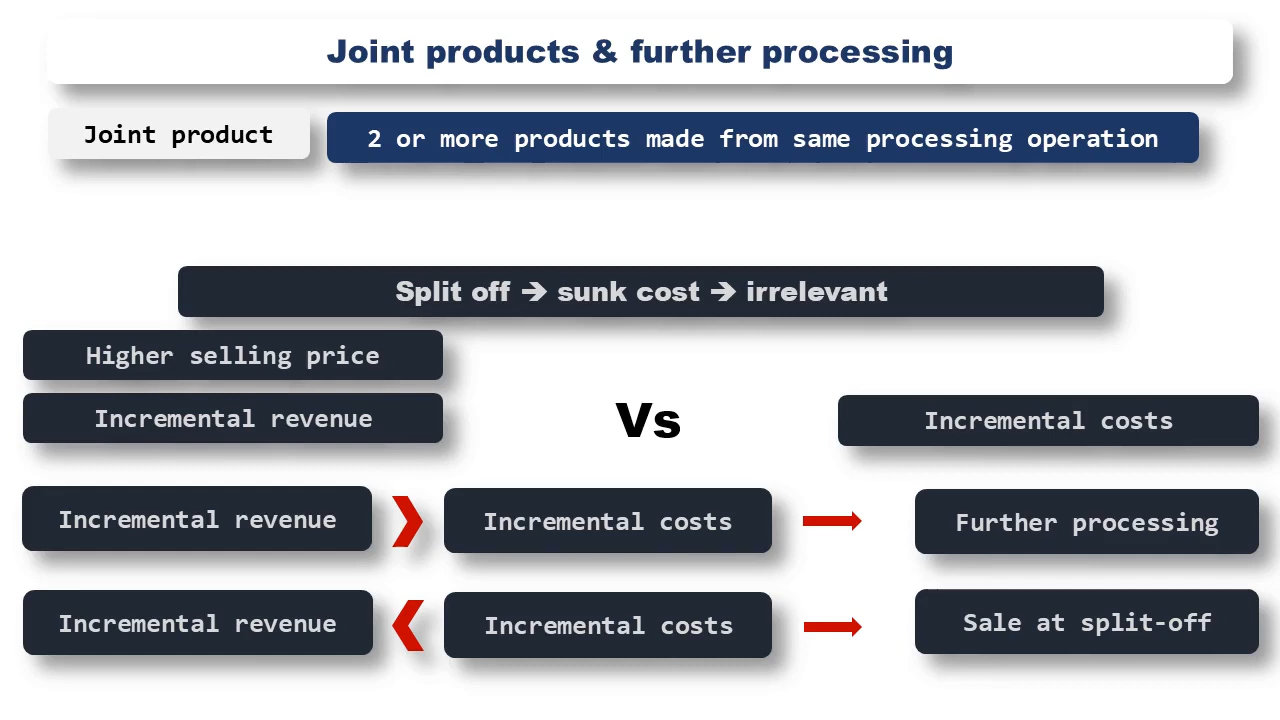 Joint products & further processing
Joint product
2 or more products made from same processing operation
Split off → sunk cost → irrelevant
Higher selling price
Incremental revenue
Vs
Incremental costs
Incremental revenue
Incremental costs
Further processing
Incremental revenue
Incremental costs
Sale at split-off